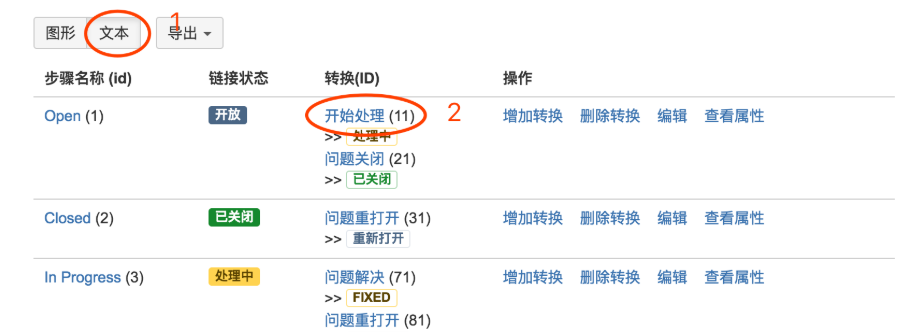 图形 文本 导出 1
步骤名称 (id) 链接状态 转换(ID) 操作
Open (1) 开放 开始处理 (11) 2 增加转换 删除转换 编辑 查看属性
>> 处理中
问题关闭 (21)
>> 已关闭
Closed (2) 已关闭 问题重打开 (31) 增加转换 删除转换 编辑 查看属性
>> 重新打开
In Progress (3) 处理中 问题解决 (71) 增加转换 删除转换 编辑 查看属性
>> FIXED
问题重打开 (81)